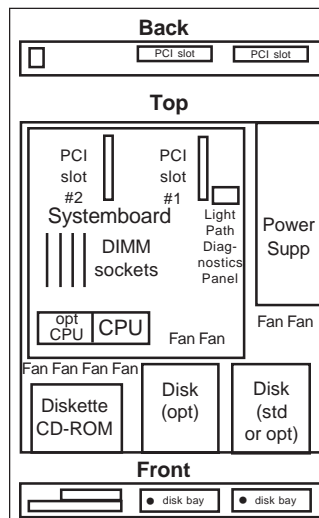 Back
PCI slot
PCI slot
Top
PCI
slot
#2
PCI
slot
#1
Systemboard
DIMM
sockets
Light
Path
Diag-
nostics
Panel
Power
Supp
opt
CPU
CPU
Fan Fan
Fan Fan
Fan Fan Fan Fan
Diskette
CD-ROM
Disk
(opt)
Disk
(std
or opt)
Front
disk bay
disk bay